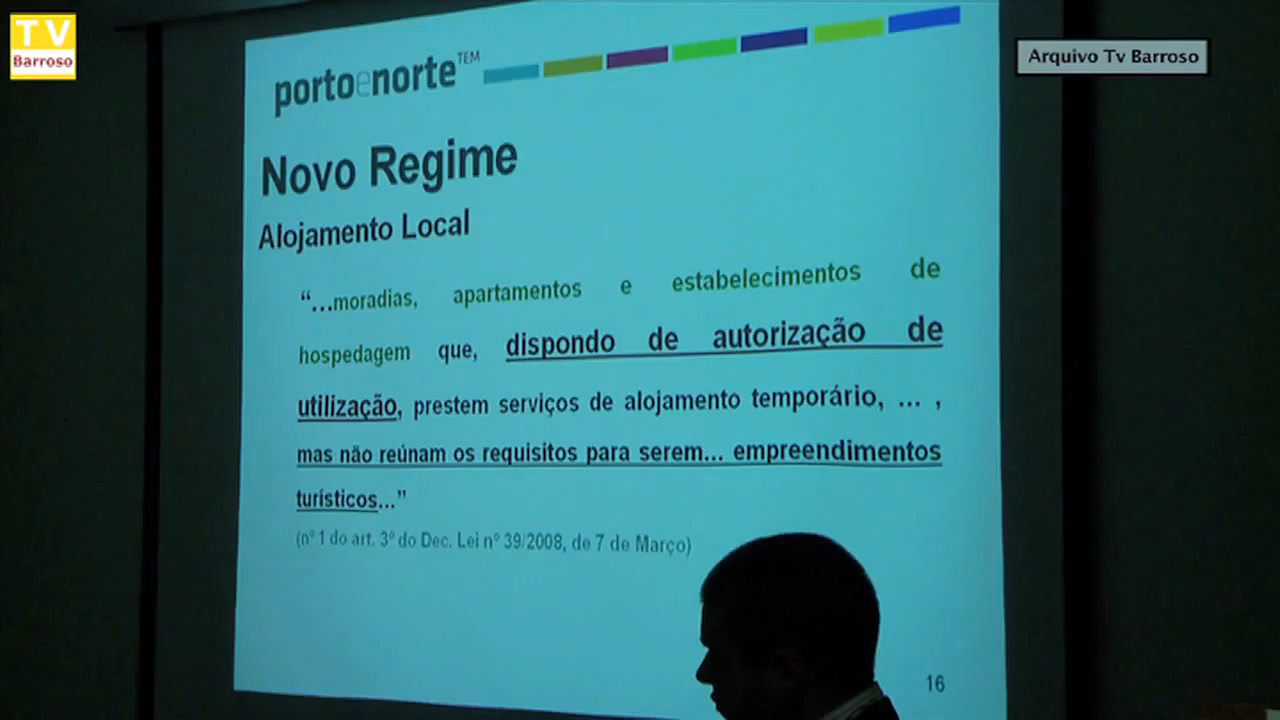 TV
Barroso
Arquivo Tv Barroso
portoenorte TEM
Novo Regime
Alojamento Local
“...moradias, apartamentos e estabelecimentos de
hospedagem que, dispondo de autorização de
utilização, prestem serviços de alojamento temporário, ... ,
mas não reúnam os requisitos para serem... empreendimentos
turísticos...”
(nº 1 do art. 3º do Dec. Lei nº 39/2008, de 7 de Março)
16